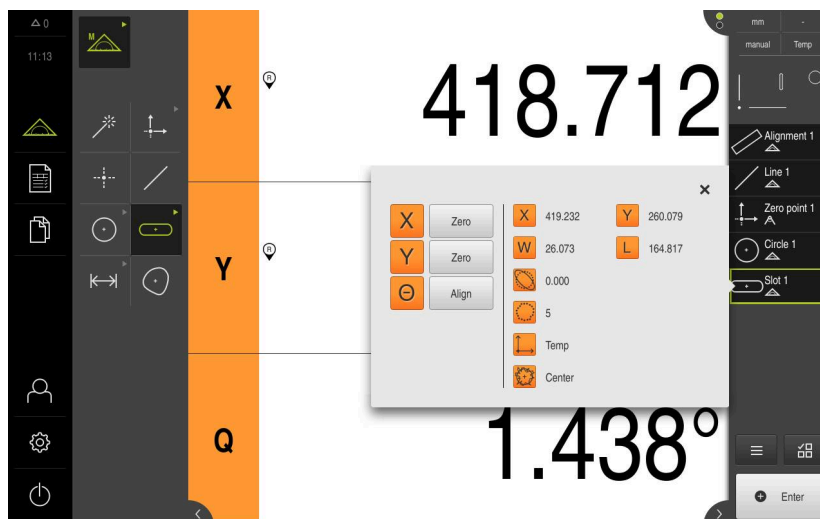 0
11:13
M
X
R
418.712
mm
-
manual
Temp
Alignment 1
Line 1
Zero point 1
Circle 1
Slot 1
Y
R
X Zero
Y Zero
Θ Align
X 419.232 Y 260.079
W 26.073 L 164.817
0.000
5
Temp
Center
Q
1.438°
Enter